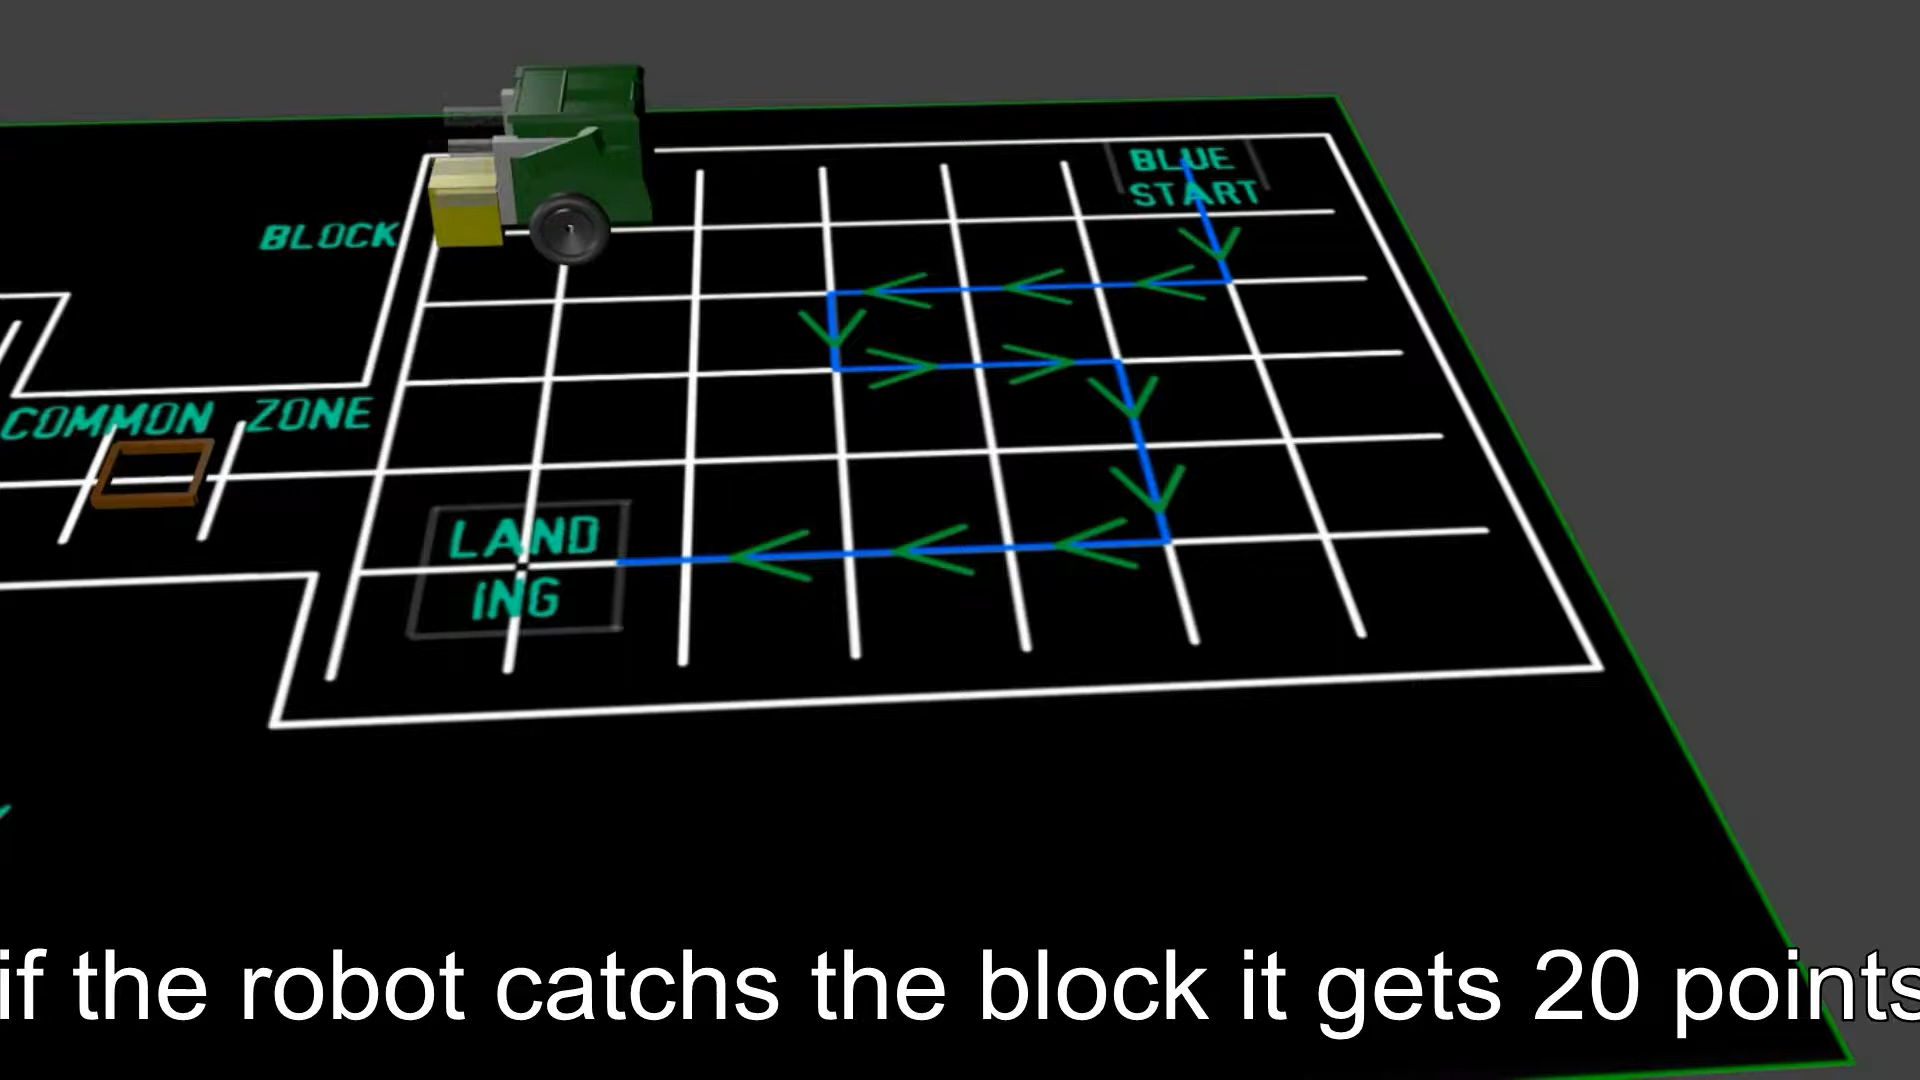 BLUE
START
BLOCK
COMMON ZONE
LAND
ING
if the robot catchs the block it gets 20 points